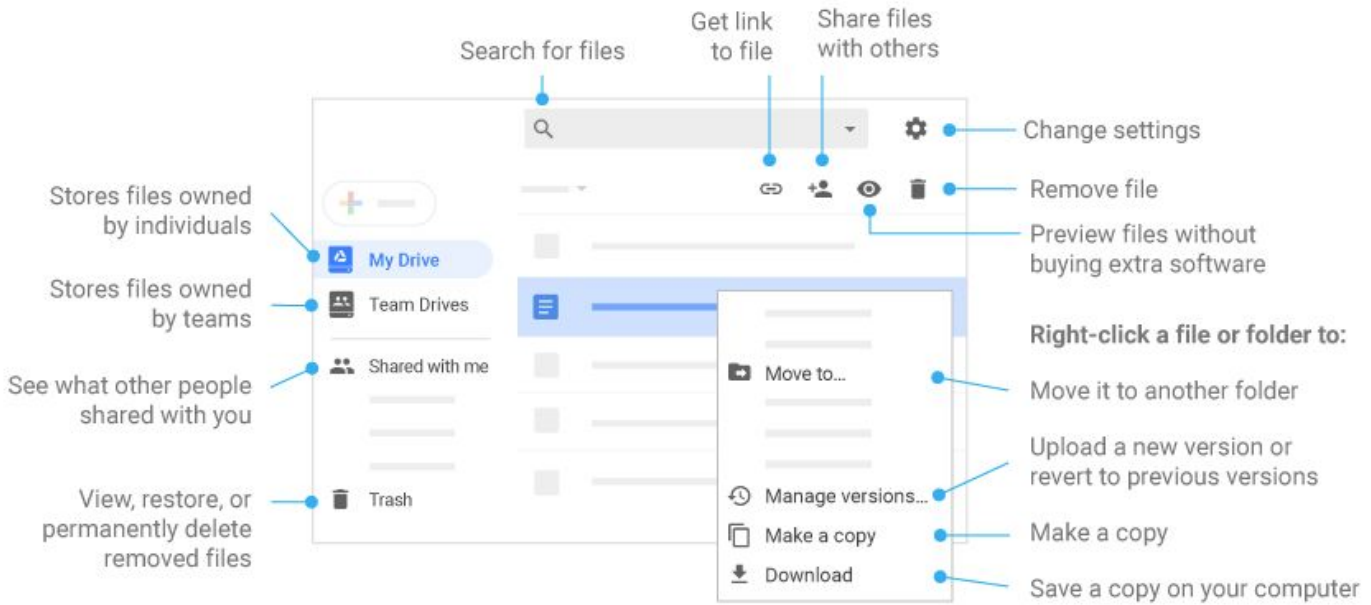 Get link
to file
Share files
with others
Search for files
Change settings
Stores files owned
by individuals
Remove file
Preview files without
buying extra software
My Drive
Stores files owned
by teams
Team Drives
Right-click a file or folder to:
See what other people
shared with you
Shared with me
Move to...
Move it to another folder
Upload a new version or
revert to previous versions
View, restore, or
permanently delete
removed files
Trash
Manage versions...
Make a copy
Make a copy
Download
Save a copy on your computer